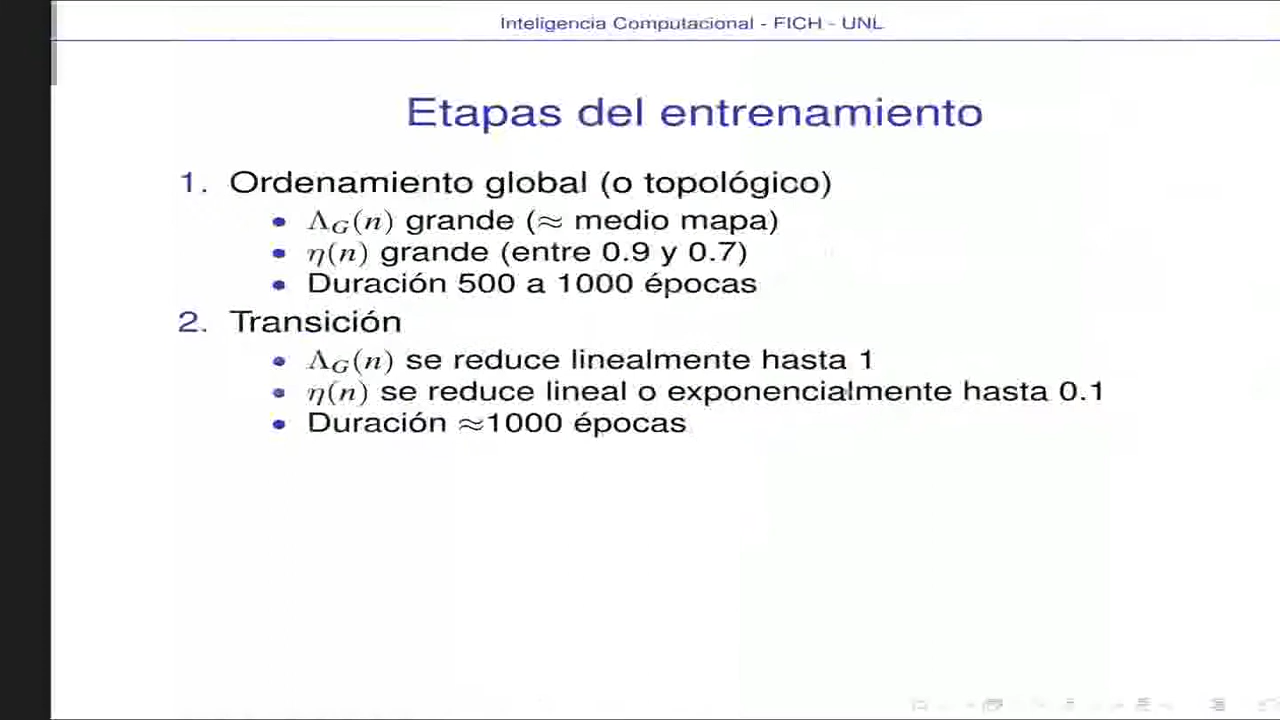 Inteligencia Computacional - FICH - UNL
Etapas del entrenamiento
1. Ordenamiento global (o topológico)
• Λ_G(n) grande (≈ medio mapa)
• η(n) grande (entre 0.9 y 0.7)
• Duración 500 a 1000 épocas
2. Transición
• Λ_G(n) se reduce linealmente hasta 1
• η(n) se reduce lineal o exponencialmente hasta 0.1
• Duración ≈1000 épocas